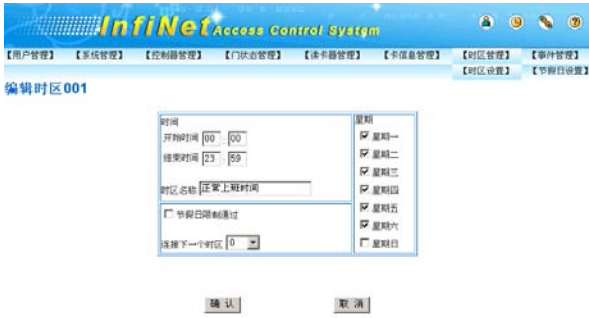 InfiNet Access Control System
【用户管理】 【系统管理】 【控制器管理】 【门状态管理】 【读卡器管理】 【卡信息管理】 【时区管理】 【事件管理】
【时区设置】 【节假日设置】
编辑时区001
时间
开始时间 00 : 00
结束时间 23 : 59
时区名称 正常上班时间
节假日限制通过
连接下一个时区 0
星期
星期一
星期二
星期三
星期四
星期五
星期六
星期日
确 认 取 消